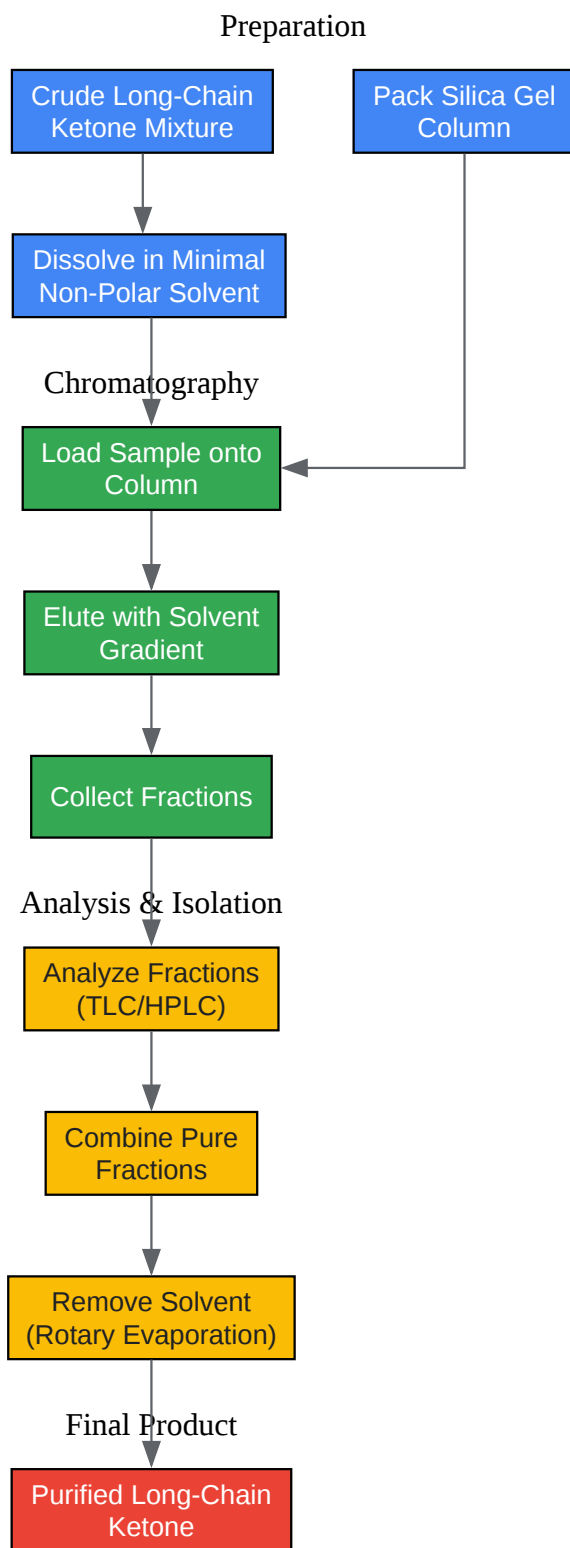 Preparation
Crude Long-Chain
Ketone Mixture
Pack Silica Gel
Column
Dissolve in Minimal
Non-Polar Solvent
Chromatography
Load Sample onto
Column
Elute with Solvent
Gradient
Collect Fractions
Analysis & Isolation
Analyze Fractions
(TLC/HPLC)
Combine Pure
Fractions
Remove Solvent
(Rotary Evaporation)
Final Product
Purified Long-Chain
Ketone